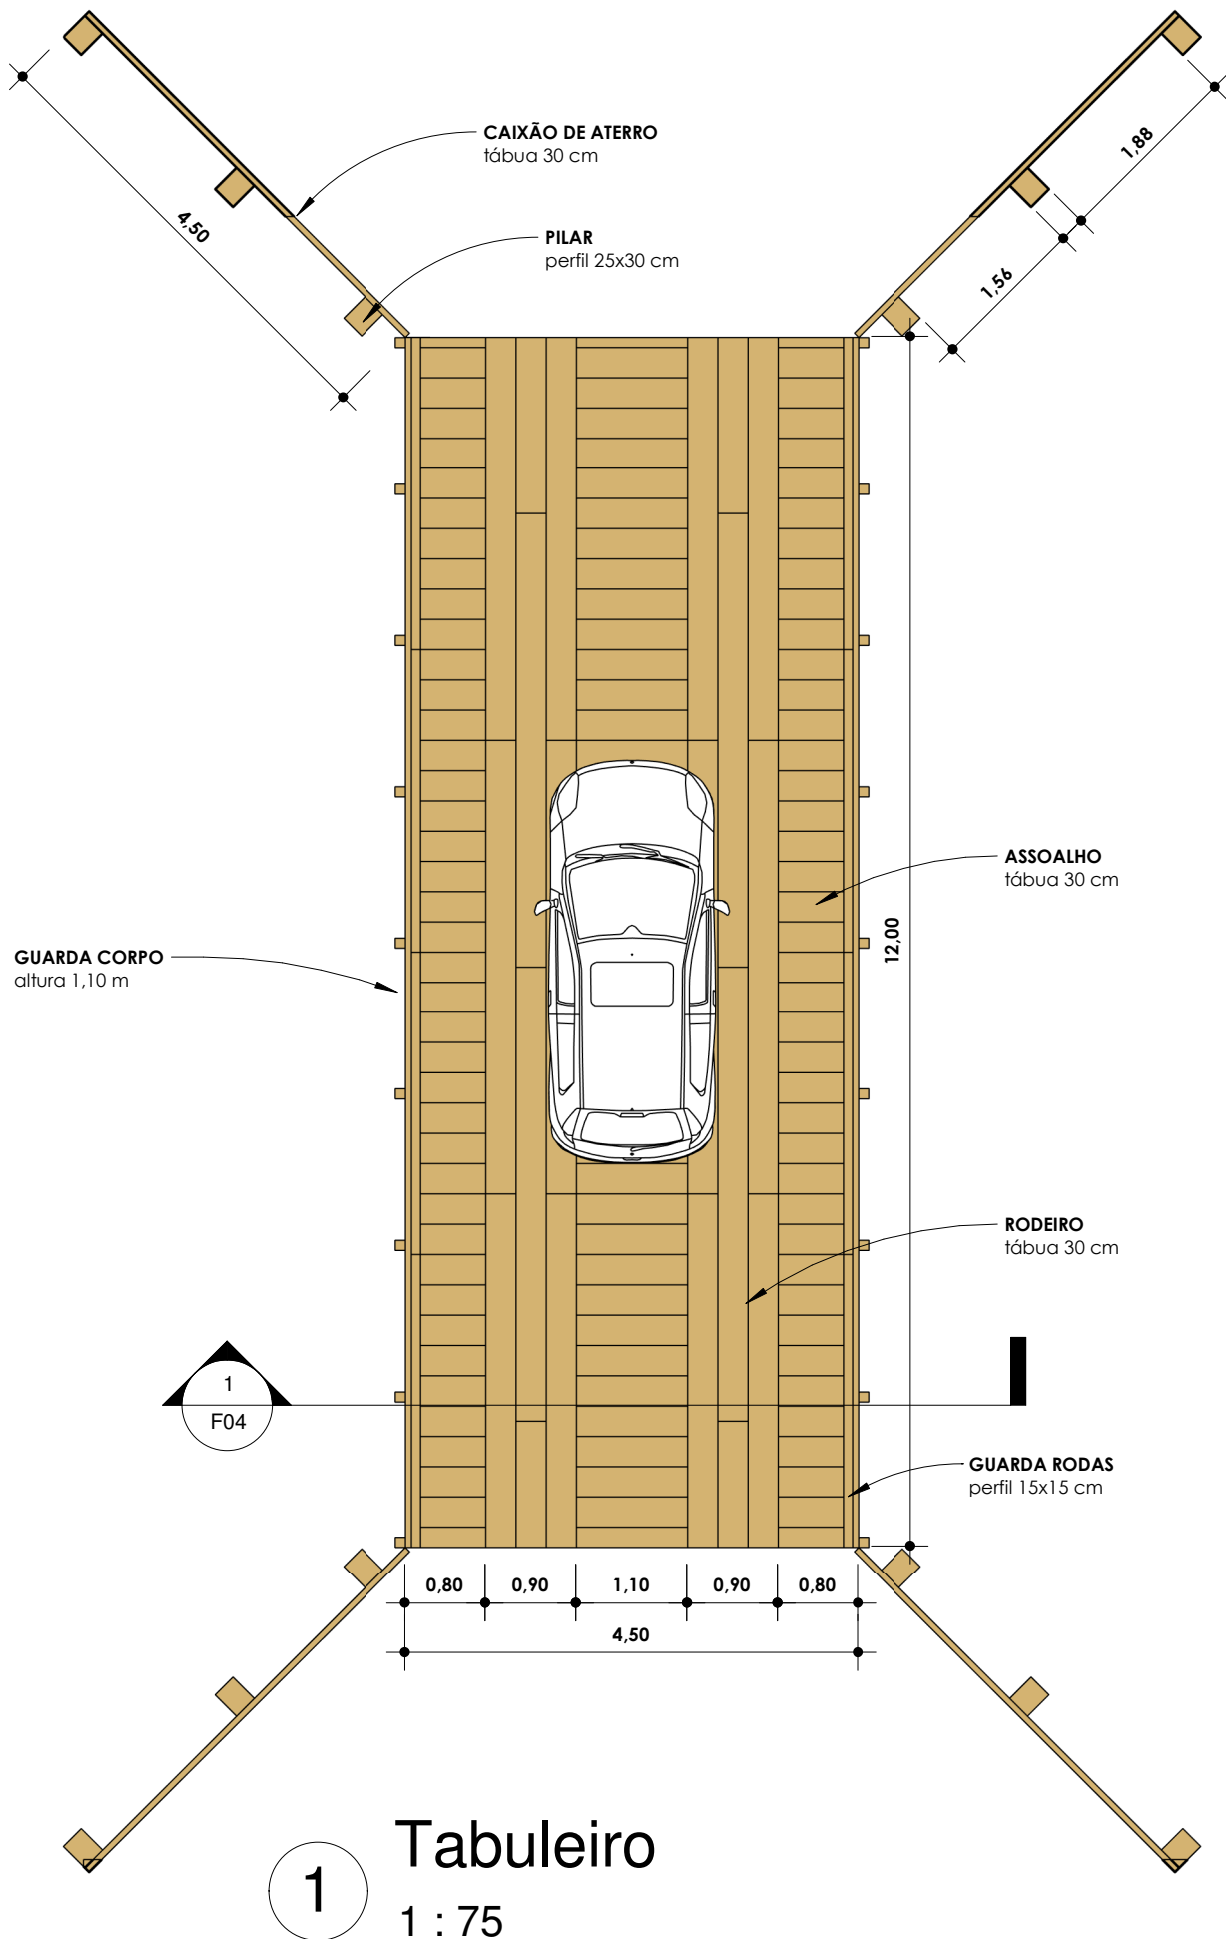 CAIXÃO DE ATERRO
tábua 30 cm
1,88
4,50
PILAR
perfil 25x30 cm
1,56
ASSOALHO
tábua 30 cm
12,00
GUARDA CORPO
altura 1,10 m
RODEIRO
tábua 30 cm
1
F04
GUARDA RODAS
perfil 15x15 cm
0,80 0,90 1,10 0,90 0,80
4,50
1
Tabuleiro
1 : 75